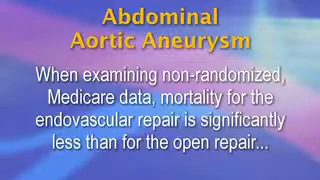 Abdominal
Aortic Aneurysm
When examining non-randomized,
Medicare data, mortality for the
endovascular repair is significantly
less than for the open repair...